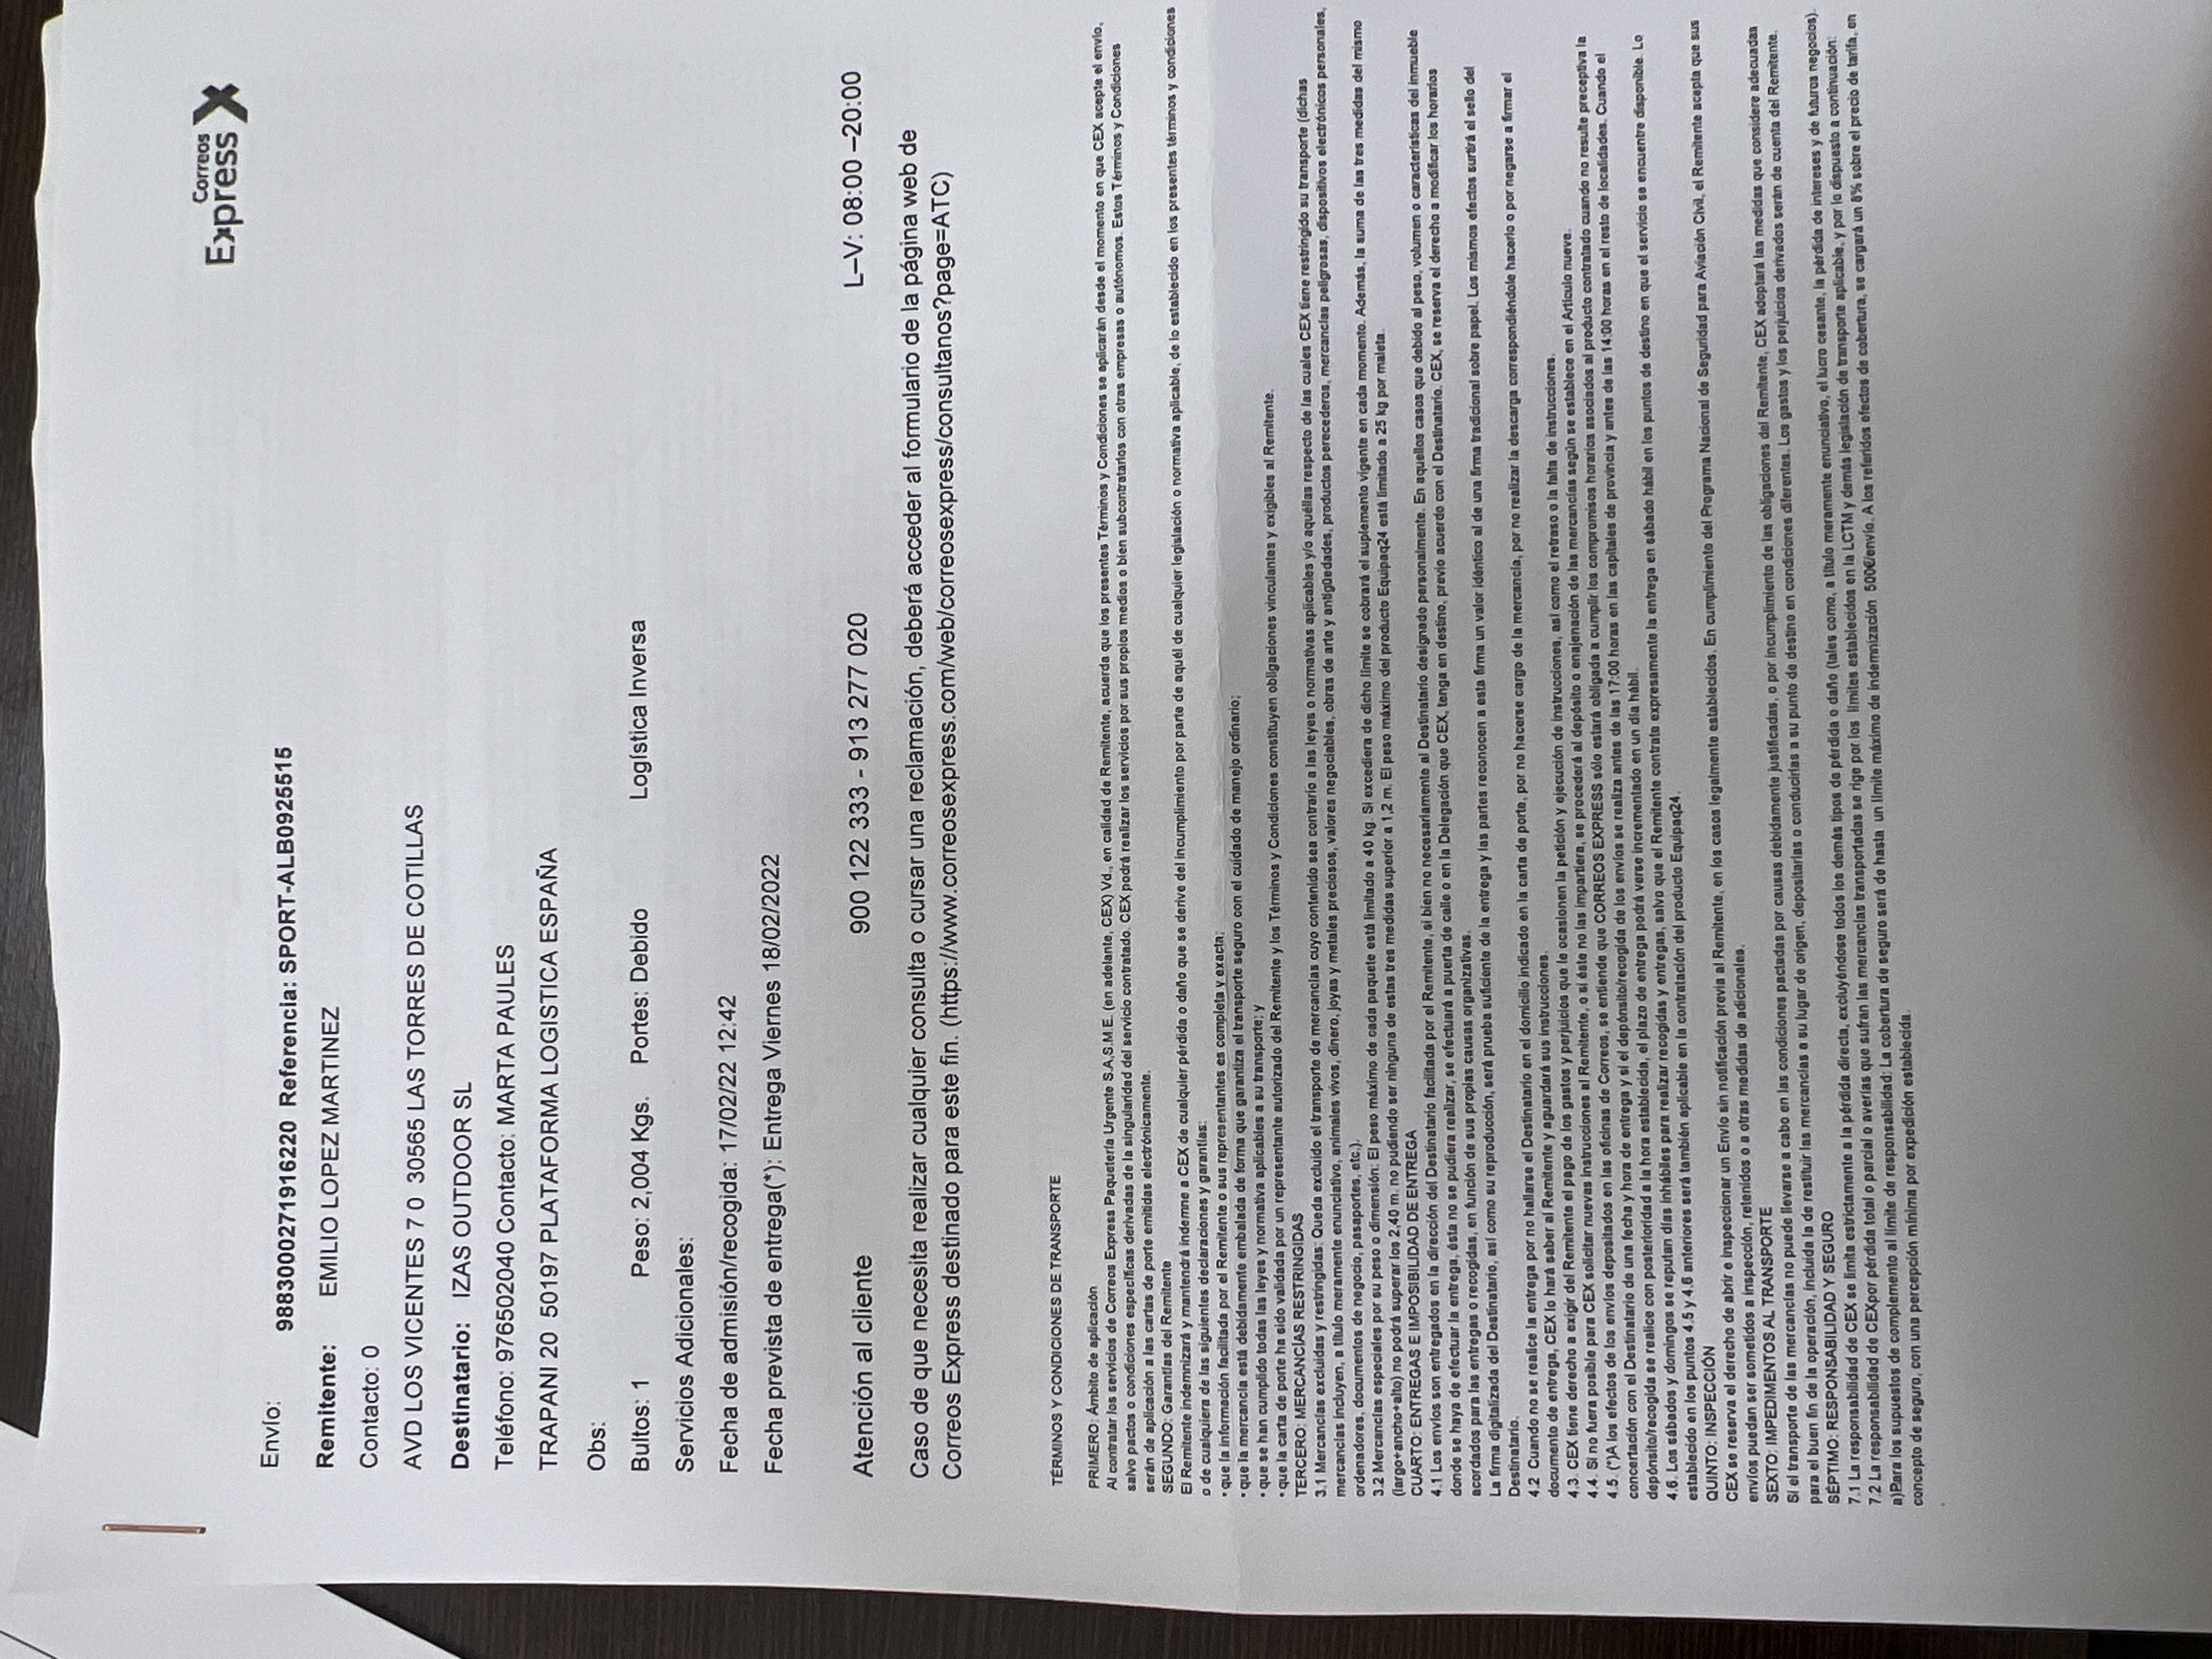 Correos
Express
Envío:
9883000271916220 Referencia: SPORT-ALB0925515
Remitente: EMILIO LOPEZ MARTINEZ
Contacto: 0
AVD LOS VICENTES 7 0 30565 LAS TORRES DE COTILLAS
Destinatario: IZAS OUTDOOR SL
Teléfono: 976502040 Contacto: MARTA PAULES
TRAPANI 20 50197 PLATAFORMA LOGISTICA ESPAÑA
Obs:
Bultos: 1 Peso: 2,004 Kgs. Portes: Debido Logística Inversa
Servicios Adicionales:
Fecha de admisión/recogida: 17/02/22 12:42
Fecha prevista de entrega(*): Entrega Viernes 18/02/2022
Atención al cliente 900 122 333 - 913 277 020 L–V: 08:00 –20:00
Caso de que necesita realizar cualquier consulta o cursar una reclamación, deberá acceder al formulario de la página web de
Correos Express destinado para este fin. (https://www.correosexpress.com/web/correosexpress/consultanos?page=ATC)
TÉRMINOS Y CONDICIONES DE TRANSPORTE
PRIMERO: Ámbito de aplicación
Al contratar los servicios de Correos Express Paquetería Urgente S.A,S.M.E. (en adelante, CEX) Vd., en calidad de Remitente, acuerda que los presentes Términos y Condiciones se aplicarán desde el momento en que CEX acepte el envío,
salvo pactos o condiciones específicas derivadas de la singularidad del servicio contratado. CEX podrá realizar los servicios por sus propios medios o bien subcontratarlos con otras empresas o autónomos. Estos Términos y Condiciones
serán de aplicación a las cartas de porte emitidas electrónicamente.
SEGUNDO: Garantías del Remitente
El Remitente indemnizará y mantendrá indemne a CEX de cualquier pérdida o daño que se derive del incumplimiento por parte de aquél de cualquier legislación o normativa aplicable, de lo establecido en los presentes términos y condiciones
o de cualquiera de las siguientes declaraciones y garantías:
• que la información facilitada por el Remitente o sus representantes es completa y exacta;
• que la mercancía está debidamente embalada de forma que garantiza el transporte seguro con el cuidado de manejo ordinario;
• que se han cumplido todas las leyes y normativa aplicables a su transporte; y
• que la carta de porte ha sido validada por un representante autorizado del Remitente y los Términos y Condiciones constituyen obligaciones vinculantes y exigibles al Remitente.
TERCERO: MERCANCÍAS RESTRINGIDAS
3.1 Mercancías excluidas y restringidas: Queda excluido el transporte de mercancías cuyo contenido sea contrario a las leyes o normativas aplicables y/o aquéllas respecto de las cuales CEX tiene restringido su transporte (dichas
mercancías incluyen, a título meramente enunciativo, animales vivos, dinero, joyas y metales preciosos, valores negociables, obras de arte y antigüedades, productos perecederos, mercancías peligrosas, dispositivos electrónicos personales,
ordenadores, documentos de negocio, pasaportes, etc.).
3.2 Mercancías especiales por su peso o dimensión: El peso máximo de cada paquete está limitado a 40 kg. Si excediera de dicho límite se cobrará el suplemento vigente en cada momento. Además, la suma de las tres medidas del mismo
(largo+ancho+alto) no podrá superar los 2,40 m. no pudiendo ser ninguna de estas tres medidas superior a 1,2 m. El peso máximo del producto Equipaq24 está limitado a 25 kg por maleta.
CUARTO: ENTREGAS E IMPOSIBILIDAD DE ENTREGA
4.1 Los envíos son entregados en la dirección del Destinatario facilitada por el Remitente, si bien no necesariamente al Destinatario designado personalmente. En aquellos casos que debido al peso, volumen o características del inmueble
donde se haya de efectuar la entrega, ésta no se pudiera realizar, se efectuará a puerta de calle o en la Delegación que CEX, tenga en destino, previo acuerdo con el Destinatario. CEX, se reserva el derecho a modificar los horarios
acordados para las entregas o recogidas, en función de sus propias causas organizativas.
La firma digitalizada del Destinatario, así como su reproducción, será prueba suficiente de la entrega y las partes reconocen a esta firma un valor idéntico al de una firma tradicional sobre papel. Los mismos efectos surtirá el sello del
Destinatario.
4.2 Cuando no se realice la entrega por no hallarse el Destinatario en el domicilio indicado en la carta de porte, por no hacerse cargo de la mercancía, por no realizar la descarga correspondiéndole hacerlo o por negarse a firmar el
documento de entrega, CEX lo hará saber al Remitente y aguardará sus instrucciones.
4.3. CEX tiene derecho a exigir del Remitente el pago de los gastos y perjuicios que le ocasionen la petición y ejecución de instrucciones, así como el retraso o la falta de instrucciones.
4.4. Si no fuera posible para CEX solicitar nuevas instrucciones al Remitente, o si éste no las impartiera, se procederá al depósito o enajenación de las mercancías según se establece en el Artículo nueve.
4.5. (*)A los efectos de los envíos depositados en las oficinas de Correos, se entiende que CORREOS EXPRESS sólo estará obligada a cumplir los compromisos horarios asociados al producto contratado cuando no resulte preceptiva la
concertación con el Destinatario de una fecha y hora de entrega y si el depónsito/recogida de los envíos se realiza antes de las 17:00 horas en las capitales de provincia y antes de las 14:00 horas en el resto de localidades. Cuando el
depónsito/recogida se realice con posterioridad a la hora establecida, el plazo de entrega podrá verse incrementado en un día hábil.
4.6. Los sábados y domingos se reputan días inhábiles para realizar recogidas y entregas, salvo que el Remitente contrate expresamente la entrega en sábado hábil en los puntos de destino en que el servicio se encuentre disponible. Lo
establecido en los puntos 4.5 y 4.6 anteriores será también aplicable en la contratación del producto Equipaq24.
QUINTO: INSPECCIÓN
CEX se reserva el derecho de abrir e inspeccionar un Envío sin notificación previa al Remitente, en los casos legalmente establecidos. En cumplimiento del Programa Nacional de Seguridad para Aviación Civil, el Remitente acepta que sus
envíos puedan ser sometidos a inspección, retenidos o a otras medidas de adicionales.
SEXTO: IMPEDIMENTOS AL TRANSPORTE
Si el transporte de las mercancías no puede llevarse a cabo en las condiciones pactadas por causas debidamente justificadas, o por incumplimiento de las obligaciones del Remitente, CEX adoptará las medidas que considere adecuadas
para el buen fin de la operación, incluida la de restituir las mercancías a su lugar de origen, depositarlas o conducirlas a su punto de destino en condiciones diferentes. Los gastos y los perjuicios derivados serán de cuenta del Remitente.
SÉPTIMO: RESPONSABILIDAD Y SEGURO
7.1 La responsabilidad de CEX se limita estrictamente a la pérdida directa, excluyéndose todos los demás tipos de pérdida o daño (tales como, a título meramente enunciativo, el lucro cesante, la pérdida de intereses y de futuros negocios).
7.2 La responsabilidad de CEXpor pérdida total o parcial o averías que sufran las mercancías transportadas se rige por los límites establecidos en la LCTM y demás legislación de transporte aplicable, y por lo dispuesto a continuación:
a)Para los supuestos de complemento al límite de responsabilidad: La cobertura de seguro será de hasta un límite máximo de indemnización 500€/envío. A los referidos efectos de cobertura, se cargará un 8% sobre el precio de tarifa, en
concepto de seguro, con una percepción mínima por expedición establecida.